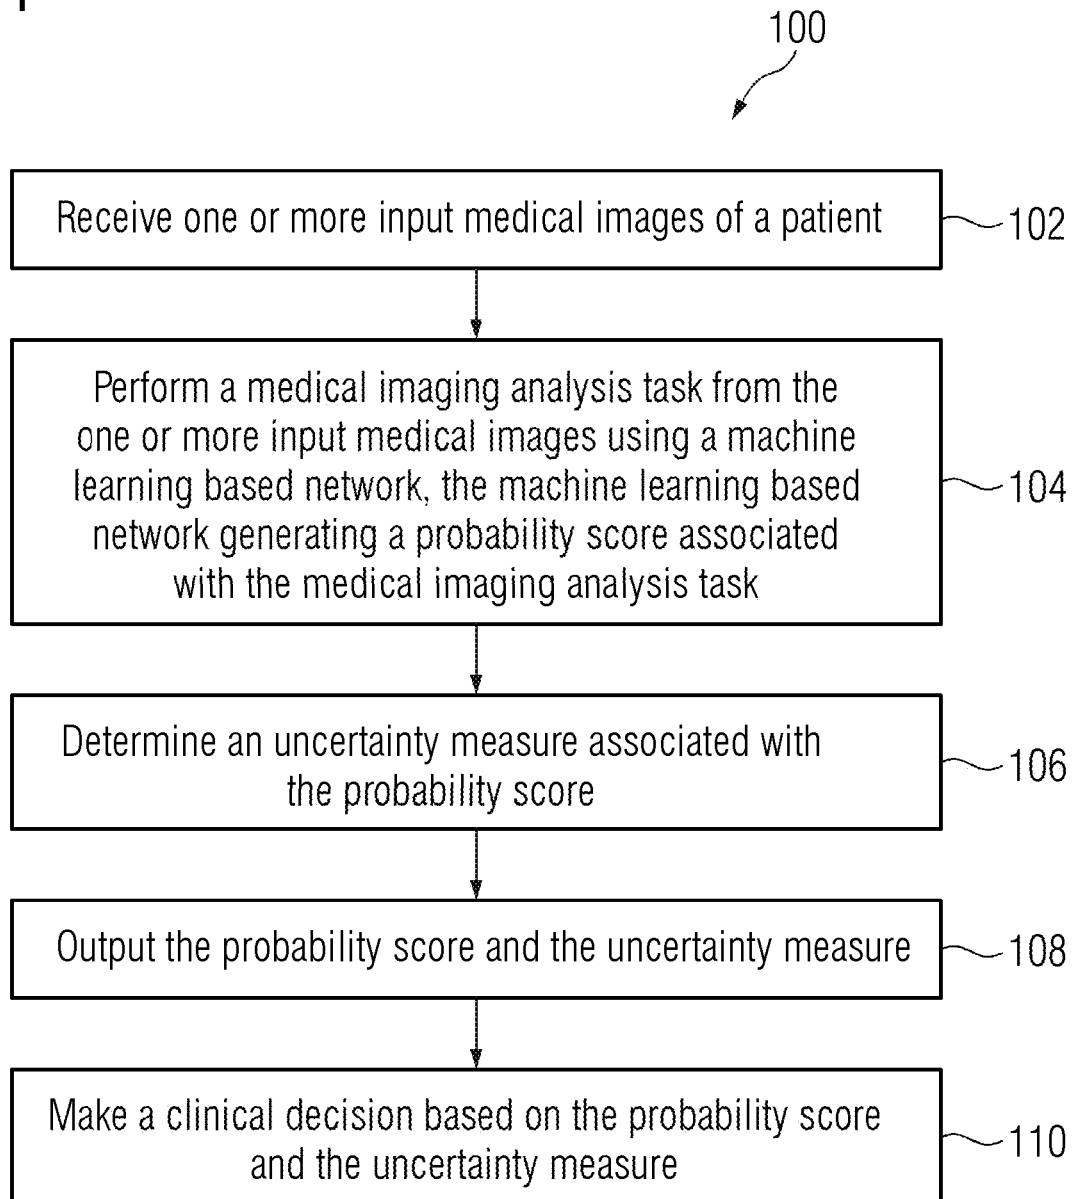 100
Receive one or more input medical images of a patient
102
Perform a medical imaging analysis task from the
one or more input medical images using a machine
learning based network, the machine learning based
network generating a probability score associated
with the medical imaging analysis task
104
Determine an uncertainty measure associated with
the probability score
106
Output the probability score and the uncertainty measure
108
Make a clinical decision based on the probability score
and the uncertainty measure
110